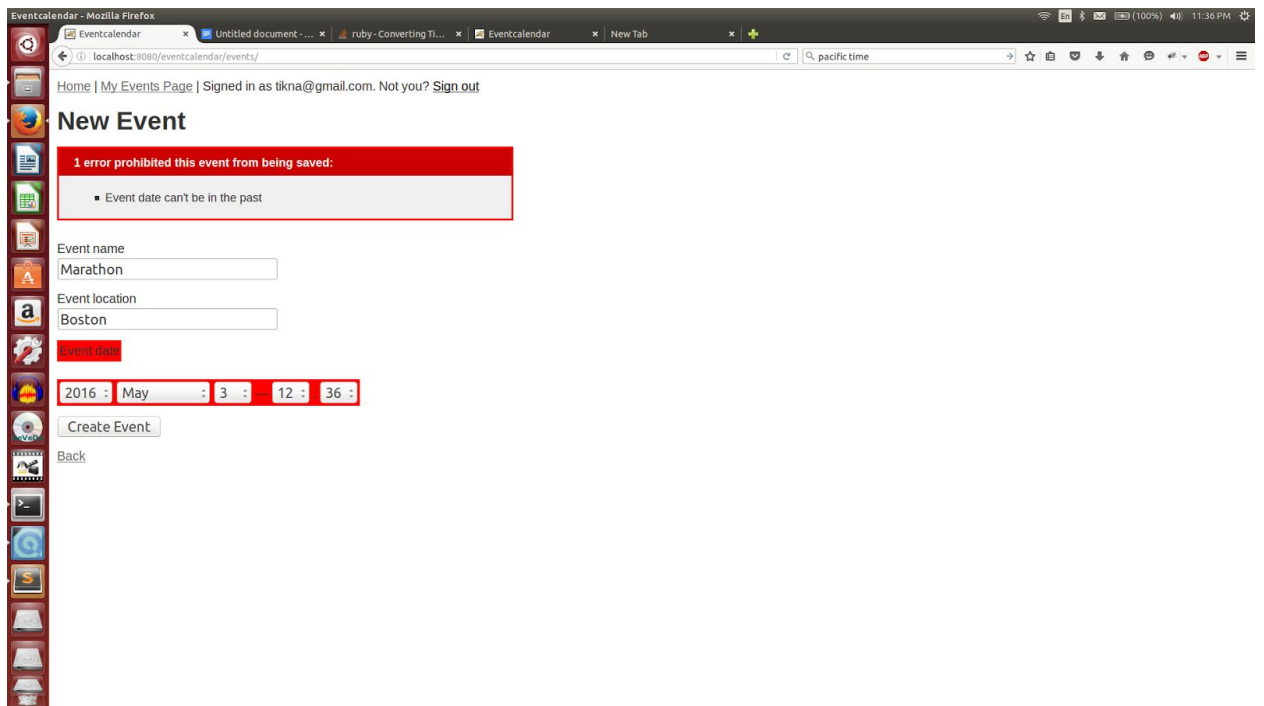 Eventcalendar - Mozilla Firefox
En (100%) 11:36 PM
Eventcalendar × Untitled document - ... × ruby - Converting Ti... × Eventcalendar × New Tab ×
localhost:8080/eventcalendar/events/ pacific time ABP
Home | My Events Page | Signed in as tikna@gmail.com. Not you? Sign out
New Event
1 error prohibited this event from being saved:
Event date can't be in the past
Event name
Marathon
Event location
Boston
Event date
2016 May 3 — 12 : 36
Create Event
Back